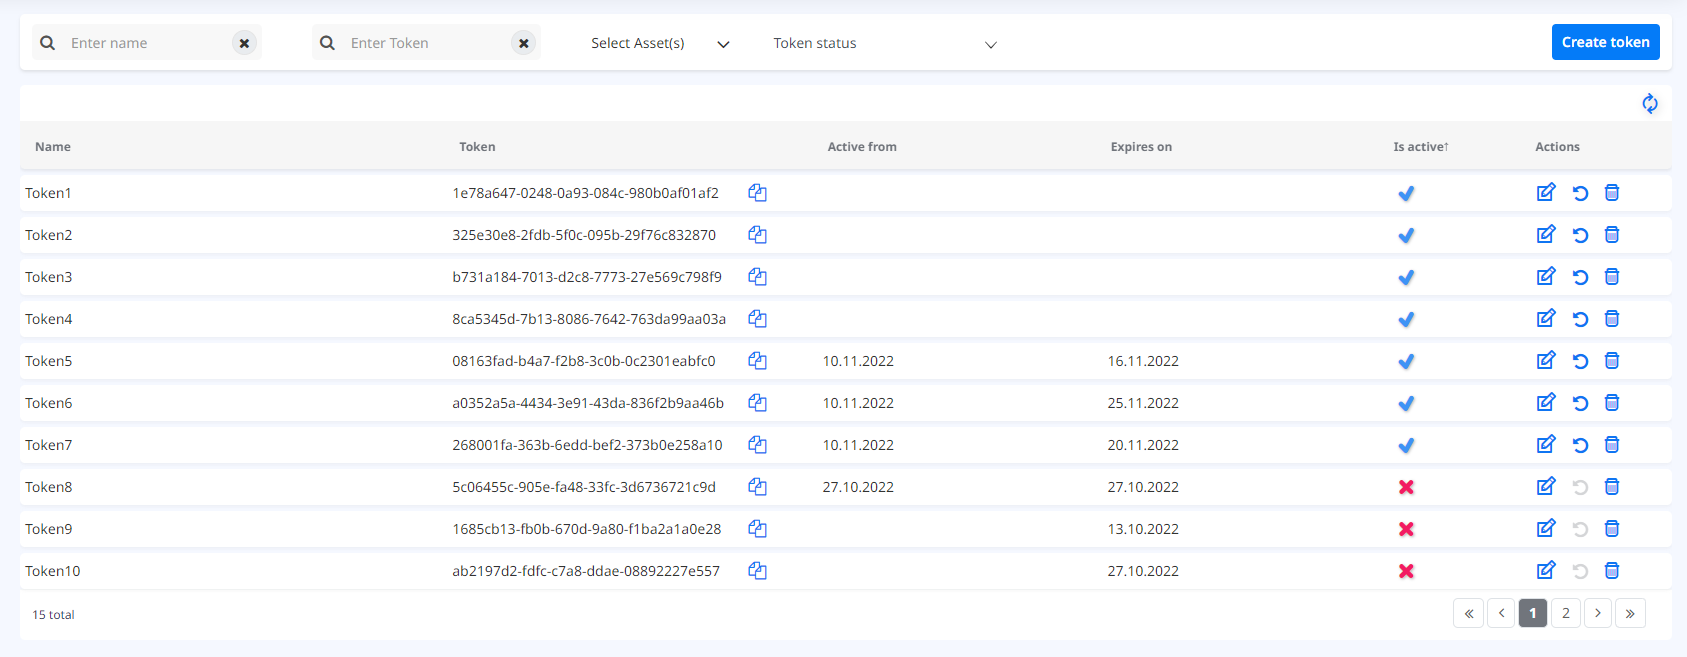 Enter name Enter Token Select Asset(s) Token status Create token
Name Token Active from Expires on Is active↑ Actions
Token1 1e78a647-0248-0a93-084c-980b0af01af2
Token2 325e30e8-2fdb-5f0c-095b-29f76c832870
Token3 b731a184-7013-d2c8-7773-27e569c798f9
Token4 8ca5345d-7b13-8086-7642-763da99aa03a
Token5 08163fad-b4a7-f2b8-3c0b-0c2301eabfc0 10.11.2022 16.11.2022
Token6 a0352a5a-4434-3e91-43da-836f2b9aa46b 10.11.2022 25.11.2022
Token7 268001fa-363b-6edd-bef2-373b0e258a10 10.11.2022 20.11.2022
Token8 5c06455c-905e-fa48-33fc-3d6736721c9d 27.10.2022 27.10.2022
Token9 1685cb13-fb0b-670d-9a80-f1ba2a1a0e28 13.10.2022
Token10 ab2197d2-fdfc-c7a8-ddae-08892227e557 27.10.2022
15 total « ‹ 1 2 › »